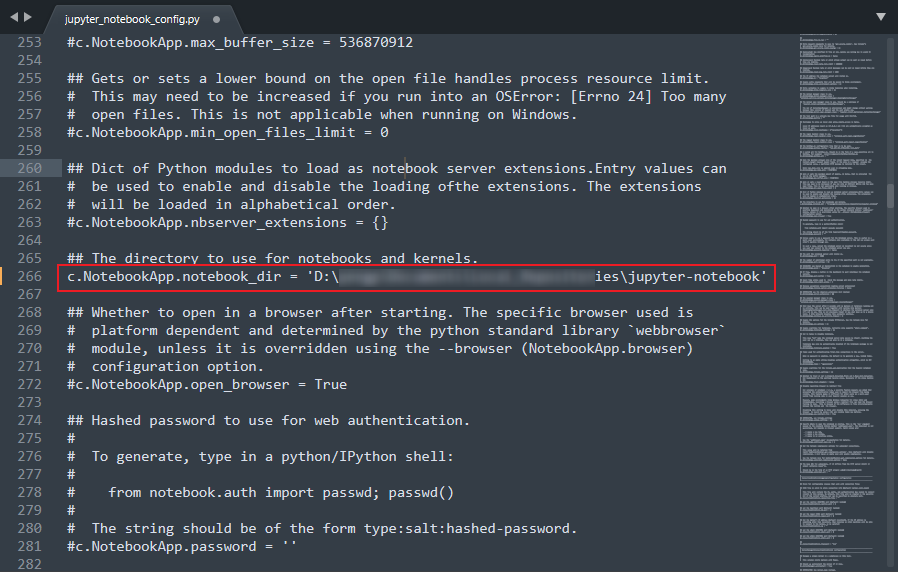 jupyter_notebook_config.py
253 #c.NotebookApp.max_buffer_size = 536870912
254
255 ## Gets or sets a lower bound on the open file handles process resource limit.
256 #  This may need to be increased if you run into an OSError: [Errno 24] Too many
257 #  open files. This is not applicable when running on Windows.
258 #c.NotebookApp.min_open_files_limit = 0
259
260 ## Dict of Python modules to load as notebook server extensions.Entry values can
261 #  be used to enable and disable the loading ofthe extensions. The extensions
262 #  will be loaded in alphabetical order.
263 #c.NotebookApp.nbserver_extensions = {}
264
265 ## The directory to use for notebooks and kernels.
266 c.NotebookApp.notebook_dir = 'D:\ ies\jupyter-notebook'
267
268 ## Whether to open in a browser after starting. The specific browser used is
269 #  platform dependent and determined by the python standard library `webbrowser`
270 #  module, unless it is overridden using the --browser (NotebookApp.browser)
271 #  configuration option.
272 #c.NotebookApp.open_browser = True
273
274 ## Hashed password to use for web authentication.
275 #
276 #  To generate, type in a python/IPython shell:
277 #
278 #    from notebook.auth import passwd; passwd()
279 #
280 #  The string should be of the form type:salt:hashed-password.
281 #c.NotebookApp.password = ''
282